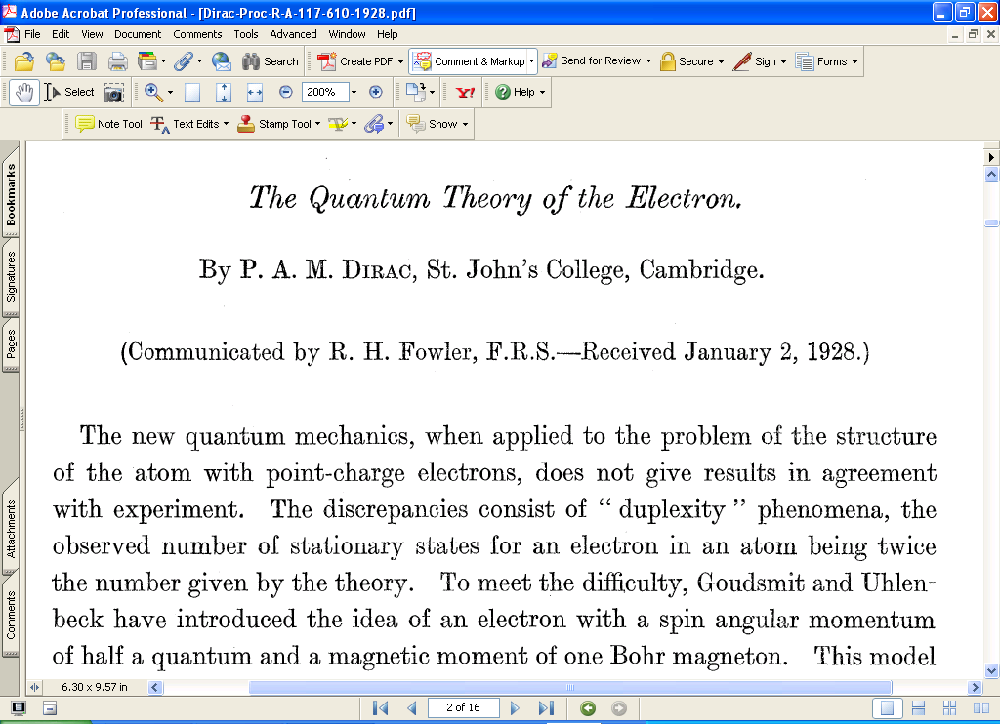 Adobe Acrobat Professional - [Dirac-Proc-R-A-117-610-1928.pdf]
File Edit View Document Comments Tools Advanced Window Help
Search Create PDF Comment & Markup Send for Review Secure Sign Forms
Select 200% Y! Help
Note Tool Text Edits Stamp Tool Show
Bookmarks
Signatures
Pages
Attachments
Comments
The Quantum Theory of the Electron.
By P. A. M. DIRAC, St. John's College, Cambridge.
(Communicated by R. H. Fowler, F.R.S.—Received January 2, 1928.)
The new quantum mechanics, when applied to the problem of the structure
of the atom with point-charge electrons, does not give results in agreement
with experiment. The discrepancies consist of “ duplexity ” phenomena, the
observed number of stationary states for an electron in an atom being twice
the number given by the theory. To meet the difficulty, Goudsmit and Uhlen-
beck have introduced the idea of an electron with a spin angular momentum
of half a quantum and a magnetic moment of one Bohr magneton. This model
6.30 x 9.57 in
2 of 16